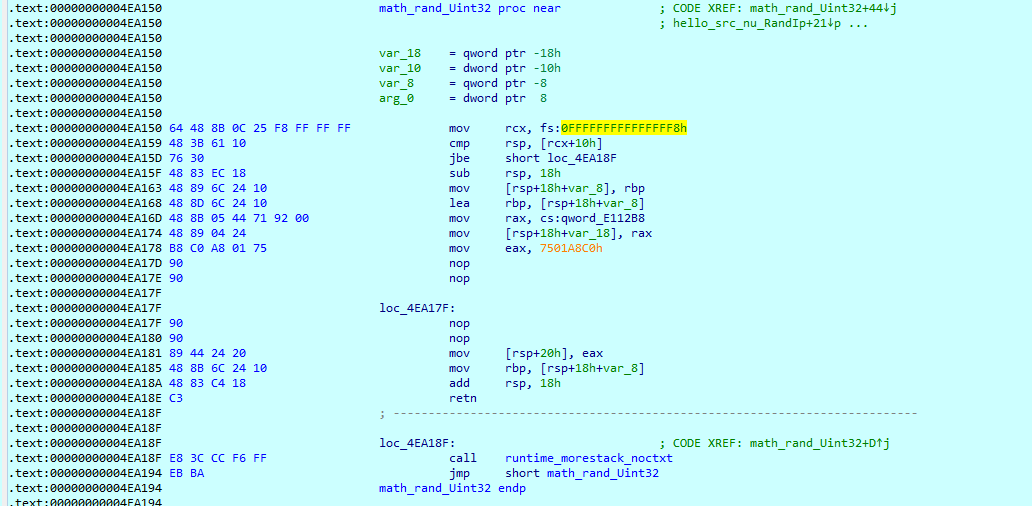 .text:00000000004EA150 math_rand_Uint32 proc near ; CODE XREF: math_rand_Uint32+44↓j
.text:00000000004EA150 ; hello_src_nu_RandIp+21↓p ...
.text:00000000004EA150
.text:00000000004EA150 var_18 = qword ptr -18h
.text:00000000004EA150 var_10 = dword ptr -10h
.text:00000000004EA150 var_8 = qword ptr -8
.text:00000000004EA150 arg_0 = dword ptr 8
.text:00000000004EA150
.text:00000000004EA150 64 48 8B 0C 25 F8 FF FF FF mov rcx, fs:0FFFFFFFFFFFFFFF8h
.text:00000000004EA159 48 3B 61 10 cmp rsp, [rcx+10h]
.text:00000000004EA15D 76 30 jbe short loc_4EA18F
.text:00000000004EA15F 48 83 EC 18 sub rsp, 18h
.text:00000000004EA163 48 89 6C 24 10 mov [rsp+18h+var_8], rbp
.text:00000000004EA168 48 8D 6C 24 10 lea rbp, [rsp+18h+var_8]
.text:00000000004EA16D 48 8B 05 44 71 92 00 mov rax, cs:qword_E112B8
.text:00000000004EA174 48 89 04 24 mov [rsp+18h+var_18], rax
.text:00000000004EA178 B8 C0 A8 01 75 mov eax, 7501A8C0h
.text:00000000004EA17D 90 nop
.text:00000000004EA17E 90 nop
.text:00000000004EA17F
.text:00000000004EA17F loc_4EA17F:
.text:00000000004EA17F 90 nop
.text:00000000004EA180 90 nop
.text:00000000004EA181 89 44 24 20 mov [rsp+20h], eax
.text:00000000004EA185 48 8B 6C 24 10 mov rbp, [rsp+18h+var_8]
.text:00000000004EA18A 48 83 C4 18 add rsp, 18h
.text:00000000004EA18E C3 retn
.text:00000000004EA18F ; ---------------------------------------------------------------------------
.text:00000000004EA18F
.text:00000000004EA18F loc_4EA18F: ; CODE XREF: math_rand_Uint32+D↑j
.text:00000000004EA18F E8 3C CC F6 FF call runtime_morestack_noctxt
.text:00000000004EA194 EB BA jmp short math_rand_Uint32
.text:00000000004EA194 math_rand_Uint32 endp
.text:00000000004EA194